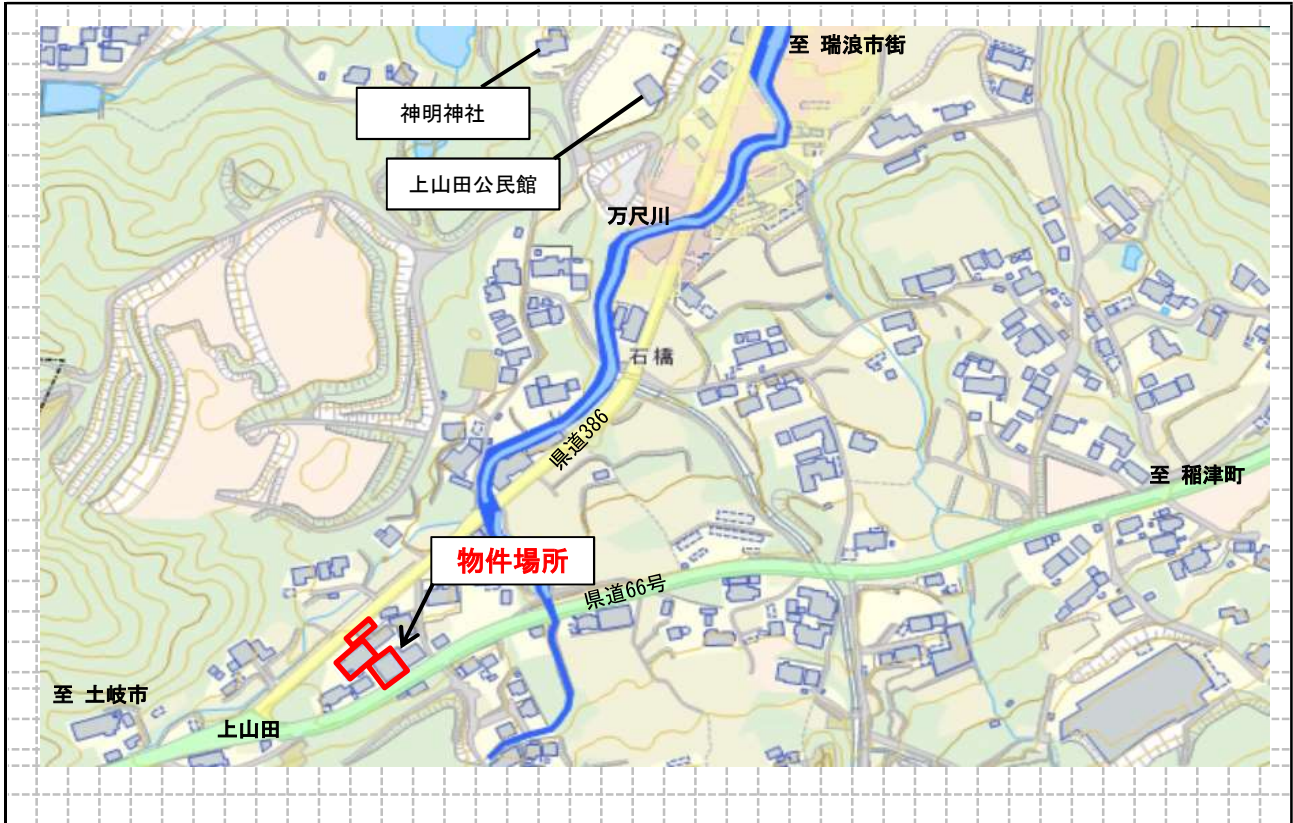 至 瑞浪市街
神明神社
上山田公民館
万尺川
石橋
県道386
至 稲津町
物件場所
県道66号
至 土岐市
上山田